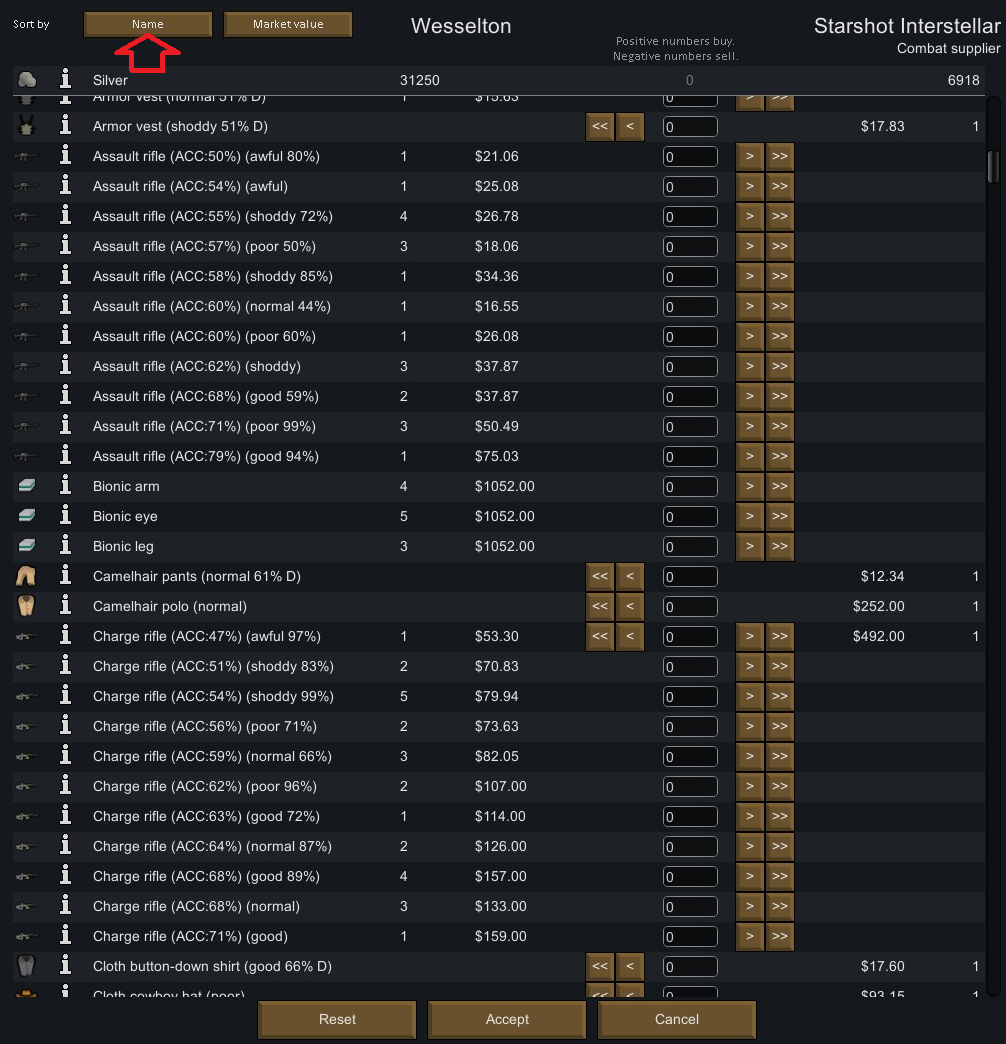 Sort by Name Market value Wesselton Starshot Interstellar
Combat supplier
Positive numbers buy.
Negative numbers sell.
Silver 31250 0 6918
Armor vest (normal 51% D) 1 $15.63 0 > >>
Armor vest (shoddy 51% D) << < 0 $17.83 1
Assault rifle (ACC:50%) (awful 80%) 1 $21.06 0 > >>
Assault rifle (ACC:54%) (awful) 1 $25.08 0 > >>
Assault rifle (ACC:55%) (shoddy 72%) 4 $26.78 0 > >>
Assault rifle (ACC:57%) (poor 50%) 3 $18.06 0 > >>
Assault rifle (ACC:58%) (shoddy 85%) 1 $34.36 0 > >>
Assault rifle (ACC:60%) (normal 44%) 1 $16.55 0 > >>
Assault rifle (ACC:60%) (poor 60%) 1 $26.08 0 > >>
Assault rifle (ACC:62%) (shoddy) 3 $37.87 0 > >>
Assault rifle (ACC:68%) (good 59%) 2 $37.87 0 > >>
Assault rifle (ACC:71%) (poor 99%) 3 $50.49 0 > >>
Assault rifle (ACC:79%) (good 94%) 1 $75.03 0 > >>
Bionic arm 4 $1052.00 0 > >>
Bionic eye 5 $1052.00 0 > >>
Bionic leg 3 $1052.00 0 > >>
Camelhair pants (normal 61% D) << < 0 $12.34 1
Camelhair polo (normal) << < 0 $252.00 1
Charge rifle (ACC:47%) (awful 97%) 1 $53.30 << < 0 > >> $492.00 1
Charge rifle (ACC:51%) (shoddy 83%) 2 $70.83 0 > >>
Charge rifle (ACC:54%) (shoddy 99%) 5 $79.94 0 > >>
Charge rifle (ACC:56%) (poor 71%) 2 $73.63 0 > >>
Charge rifle (ACC:59%) (normal 66%) 3 $82.05 0 > >>
Charge rifle (ACC:62%) (poor 96%) 2 $107.00 0 > >>
Charge rifle (ACC:63%) (good 72%) 1 $114.00 0 > >>
Charge rifle (ACC:64%) (normal 87%) 2 $126.00 0 > >>
Charge rifle (ACC:68%) (good 89%) 4 $157.00 0 > >>
Charge rifle (ACC:68%) (normal) 3 $133.00 0 > >>
Charge rifle (ACC:71%) (good) 1 $159.00 0 > >>
Cloth button-down shirt (good 66% D) << < 0 $17.60 1
Cloth cowboy hat (poor) << < 0 $93.15 1
Reset Accept Cancel